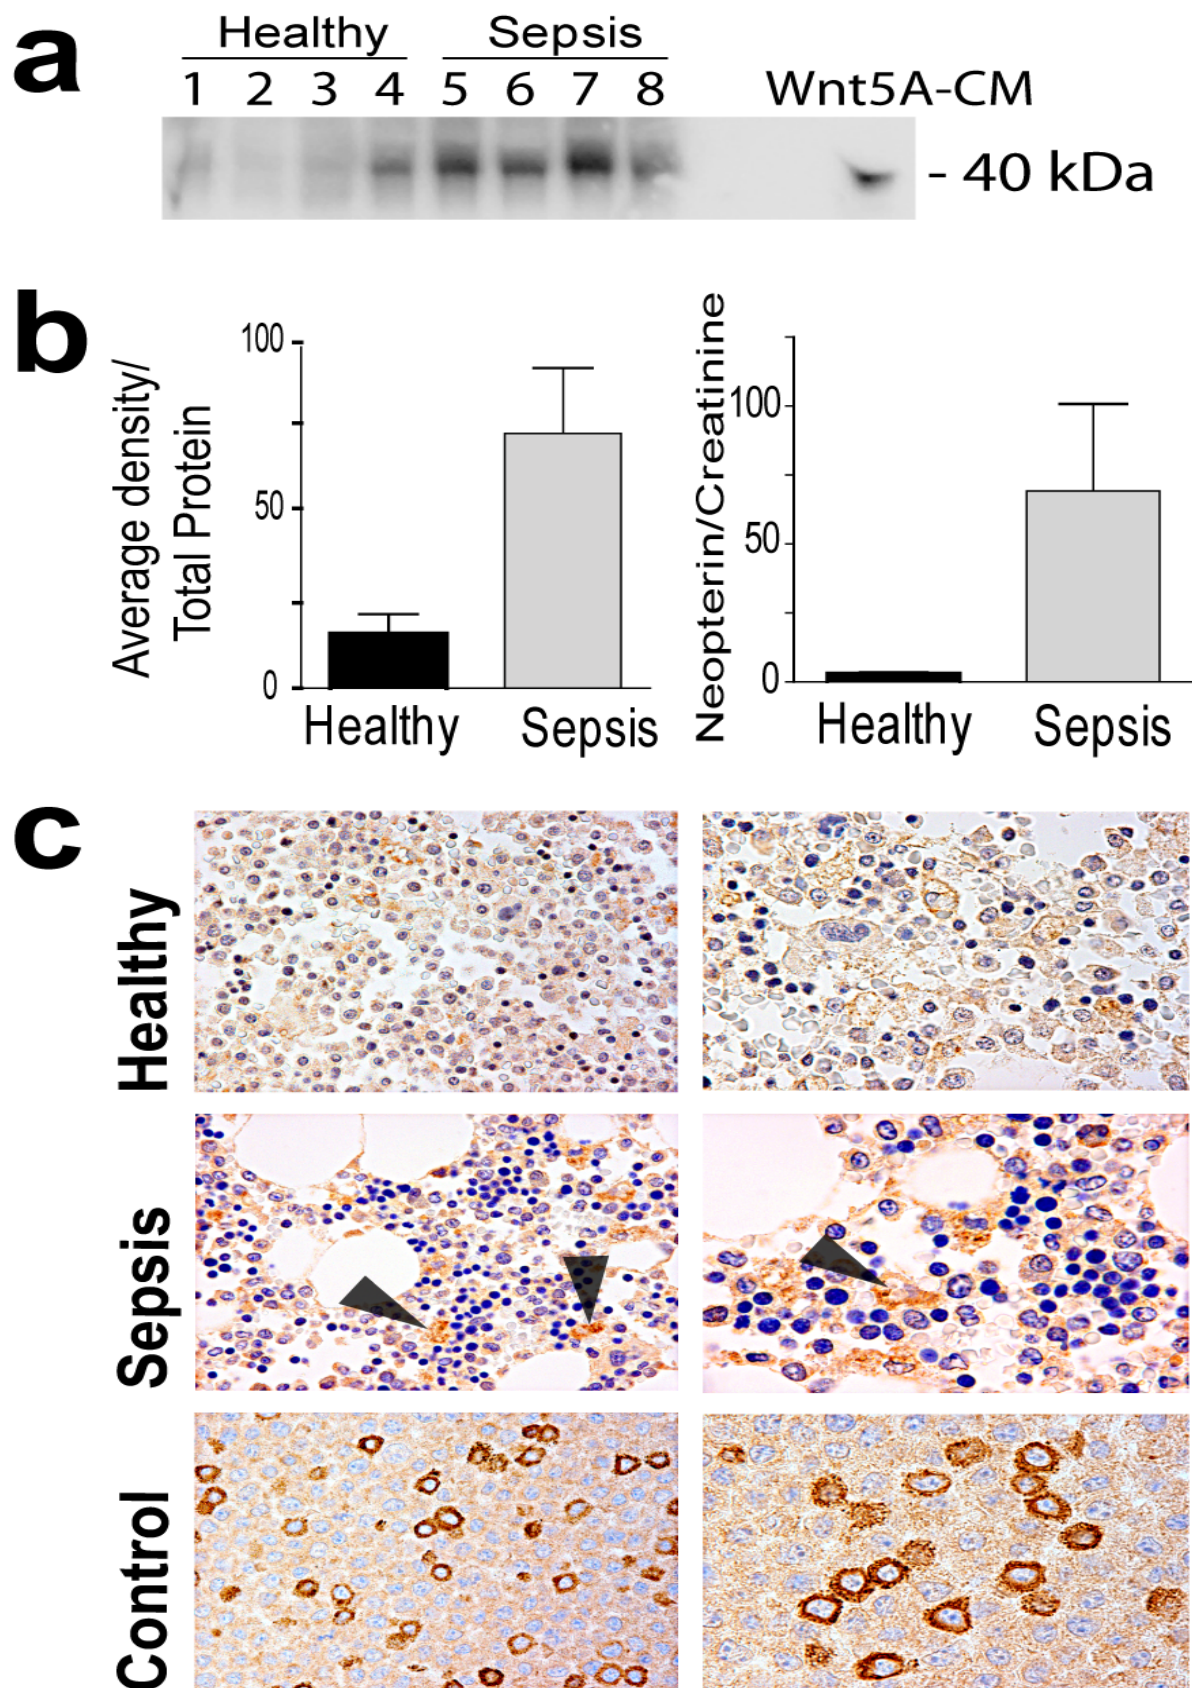 a
Healthy Sepsis
1 2 3 4 5 6 7 8 Wnt5A-CM
- 40 kDa
b
Average density/
Total Protein
100
50
0
Healthy Sepsis
Neopterin/Creatinine
100
50
0
Healthy Sepsis
c
Healthy
Sepsis
Control